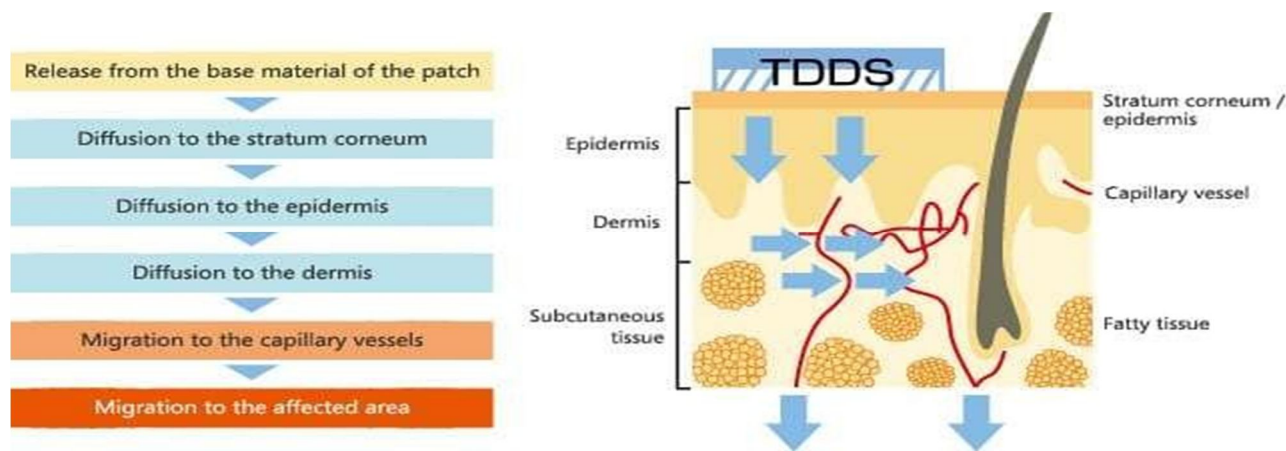 Release from the base material of the patch
Diffusion to the stratum corneum
Diffusion to the epidermis
Diffusion to the dermis
Migration to the capillary vessels
Migration to the affected area
TDDS
Epidermis
Dermis
Subcutaneous
tissue
Stratum corneum /
epidermis
Capillary vessel
Fatty tissue